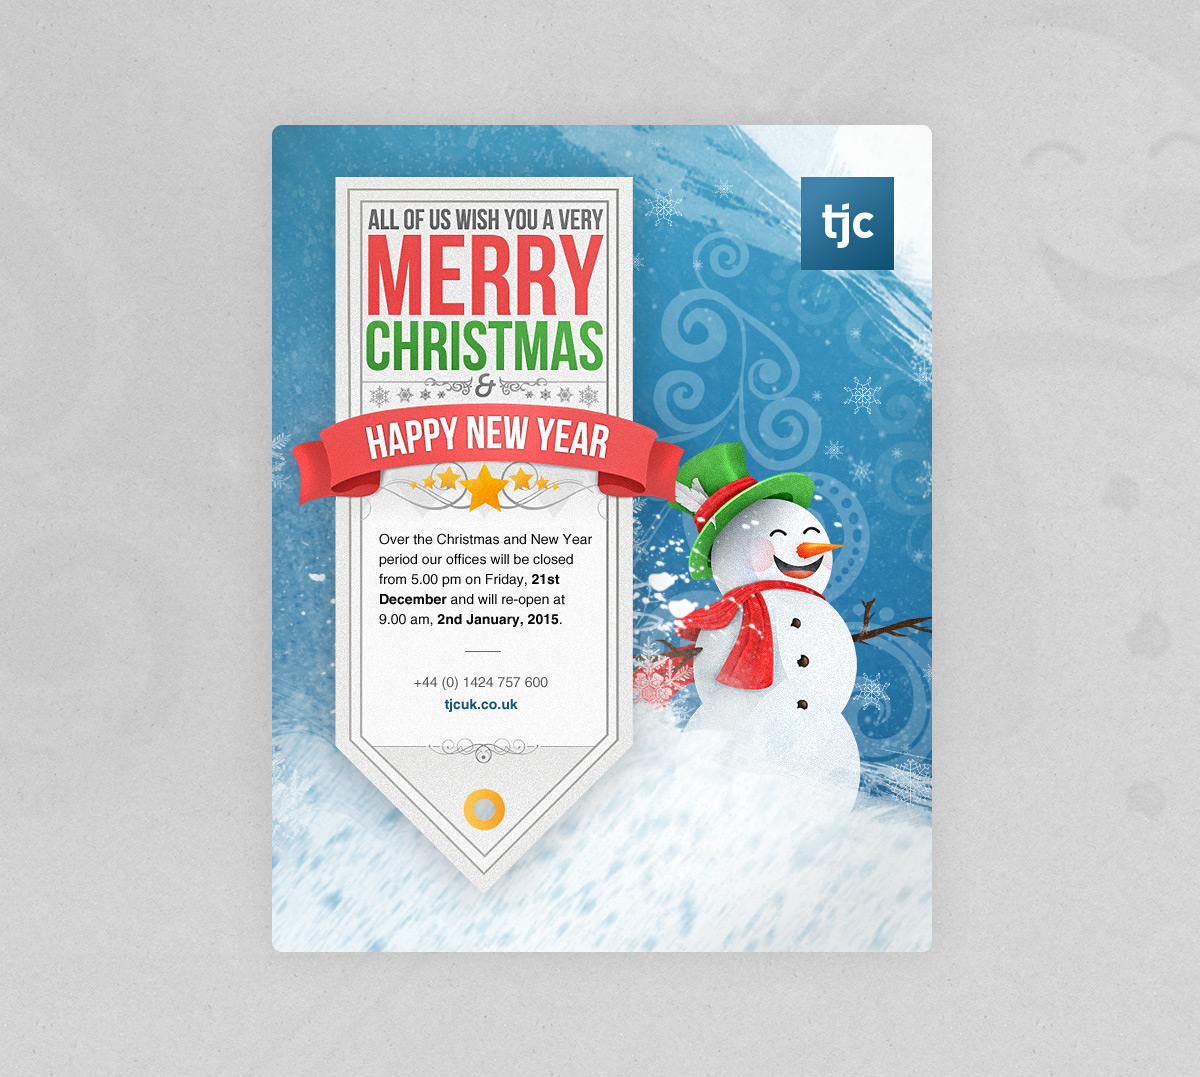 ALL OF US WISH YOU A VERY
MERRY
CHRISTMAS
&
HAPPY NEW YEAR
Over the Christmas and New Year
period our offices will be closed
from 5.00 pm on Friday, 21st
December and will re-open at
9.00 am, 2nd January, 2015.
+44 (0) 1424 757 600
tjcuk.co.uk
tjc